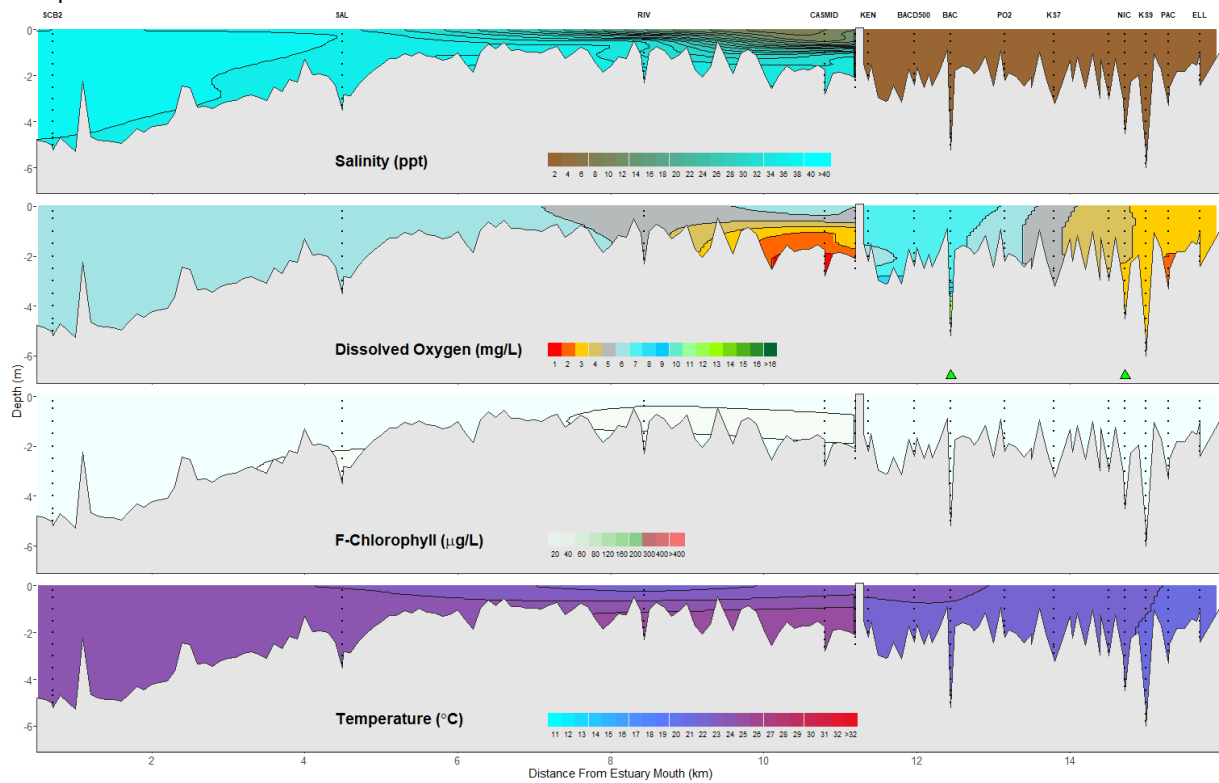 SCB2 SAL RIV CASMID KEN BACD500 BAC PO2 KS7 NIC KS9 PAC ELL
0
-2
-4
-6
Salinity (ppt)
2 4 6 8 10 12 14 16 18 20 22 24 26 28 30 32 34 36 38 40 >40
0
-2
-4
-6
Dissolved Oxygen (mg/L)
1 2 3 4 5 6 7 8 9 10 11 12 13 14 15 16 >16
Depth (m)
0
-2
-4
-6
F-Chlorophyll (μg/L)
20 40 60 80 120 160 200 300 400 >400
0
-2
-4
-6
Temperature (°C)
11 12 13 14 15 16 17 18 19 20 21 22 23 24 25 26 27 28 29 30 31 32 >32
2 4 6 8 10 12 14
Distance From Estuary Mouth (km)